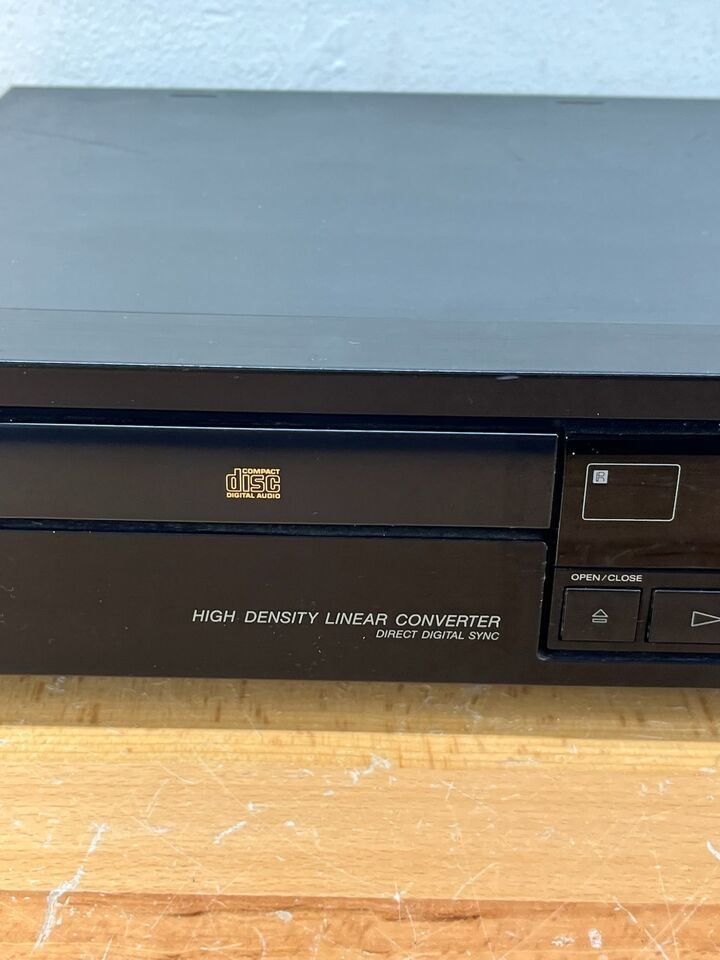 COMPACT
disc
DIGITAL AUDIO
R
OPEN/CLOSE
HIGH DENSITY LINEAR CONVERTER
DIRECT DIGITAL SYNC